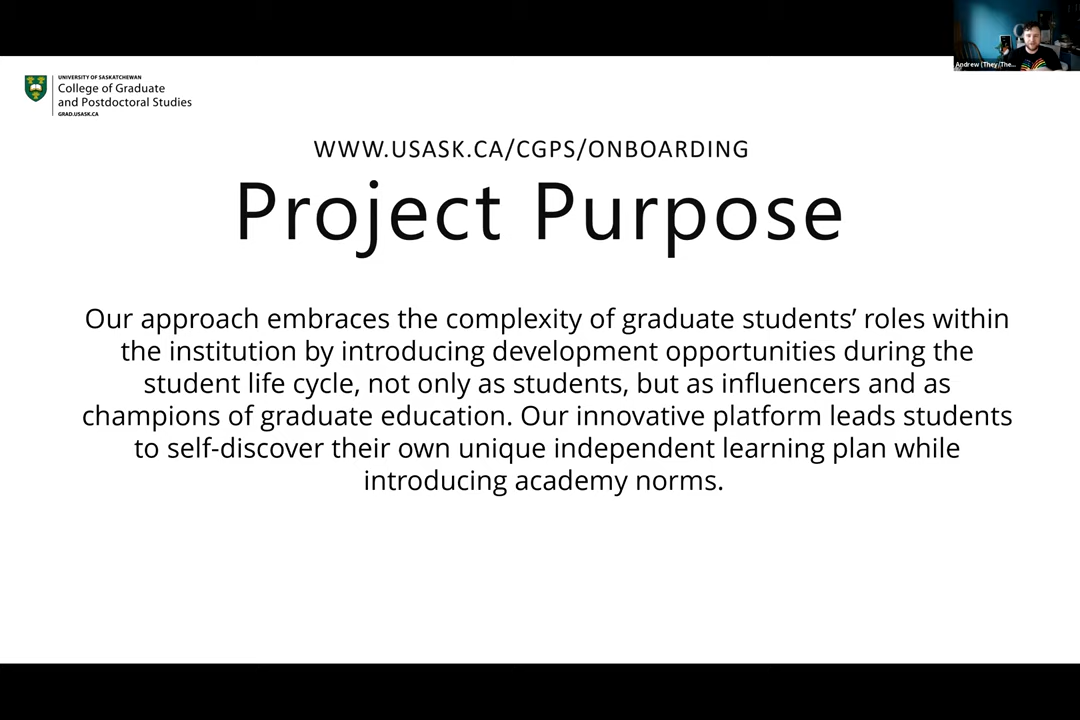 UNIVERSITY OF SASKATCHEWAN
College of Graduate
and Postdoctoral Studies
GRAD.USASK.CA
Andrew (They/The...
WWW.USASK.CA/CGPS/ONBOARDING
Project Purpose
Our approach embraces the complexity of graduate students’ roles within
the institution by introducing development opportunities during the
student life cycle, not only as students, but as influencers and as
champions of graduate education. Our innovative platform leads students
to self-discover their own unique independent learning plan while
introducing academy norms.